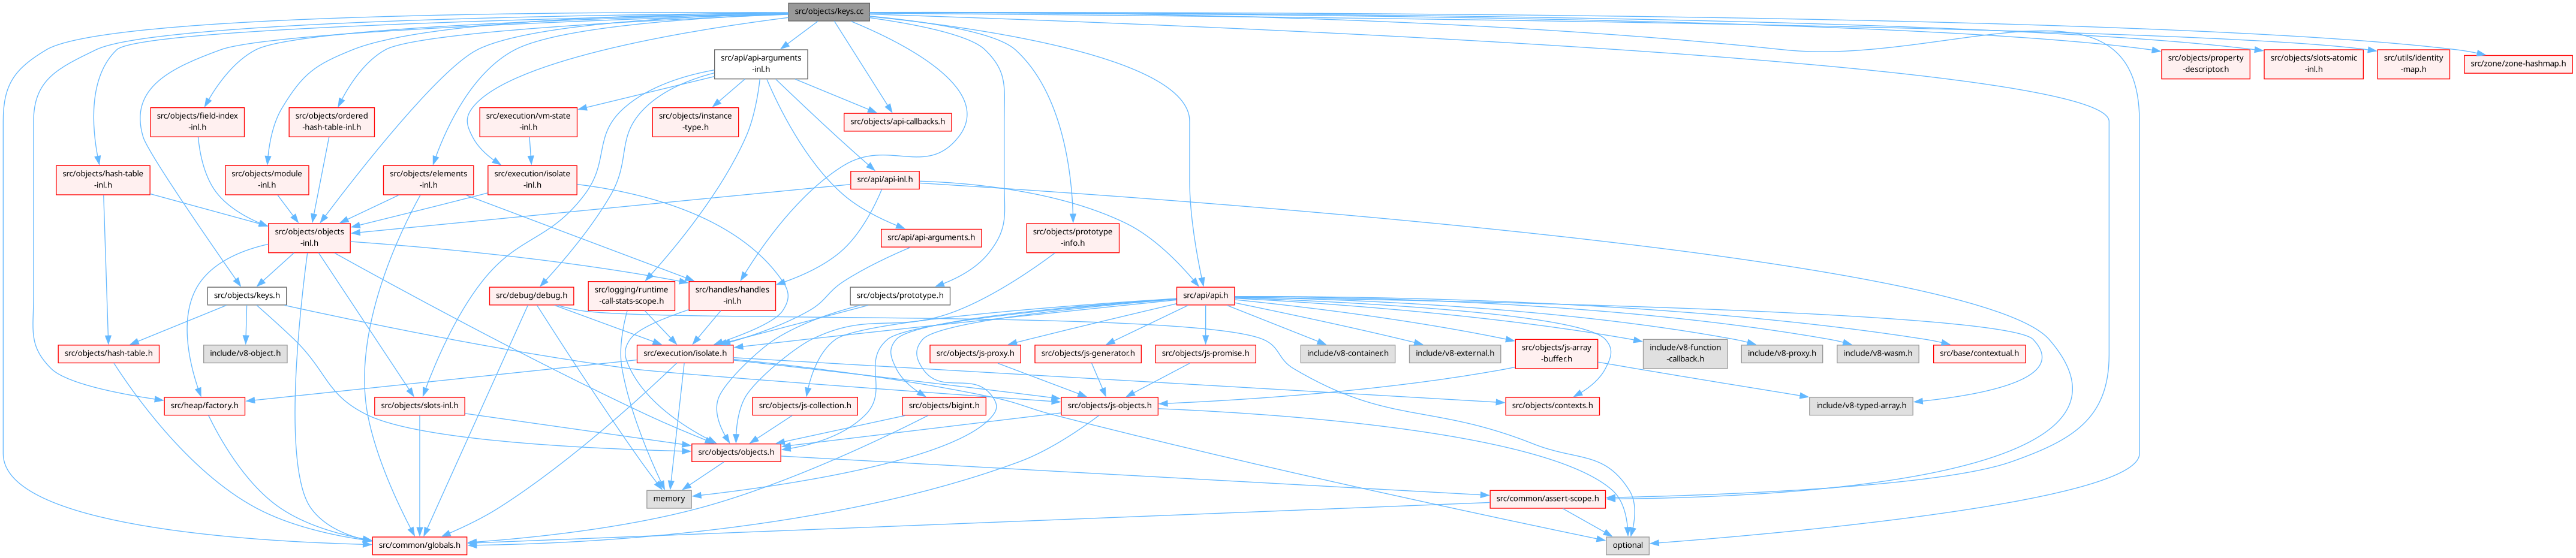 src/objects/keys.cc
src/api/api-arguments
-inl.h
src/objects/property
-descriptor.h
src/objects/slots-atomic
-inl.h
src/utils/identity
-map.h
src/zone/zone-hashmap.h
src/objects/field-index
-inl.h
src/objects/ordered
-hash-table-inl.h
src/execution/vm-state
-inl.h
src/objects/instance
-type.h
src/objects/api-callbacks.h
src/objects/hash-table
-inl.h
src/objects/module
-inl.h
src/objects/elements
-inl.h
src/execution/isolate
-inl.h
src/api/api-inl.h
src/objects/objects
-inl.h
src/api/api-arguments.h
src/objects/prototype
-info.h
src/objects/keys.h
src/debug/debug.h
src/logging/runtime
-call-stats-scope.h
src/handles/handles
-inl.h
src/objects/prototype.h
src/api/api.h
src/objects/hash-table.h
include/v8-object.h
src/execution/isolate.h
src/objects/js-proxy.h
src/objects/js-generator.h
src/objects/js-promise.h
include/v8-container.h
include/v8-external.h
src/objects/js-array
-buffer.h
include/v8-function
-callback.h
include/v8-proxy.h
include/v8-wasm.h
src/base/contextual.h
src/heap/factory.h
src/objects/slots-inl.h
src/objects/js-collection.h
src/objects/bigint.h
src/objects/js-objects.h
src/objects/contexts.h
include/v8-typed-array.h
src/objects/objects.h
memory
src/common/assert-scope.h
src/common/globals.h
optional